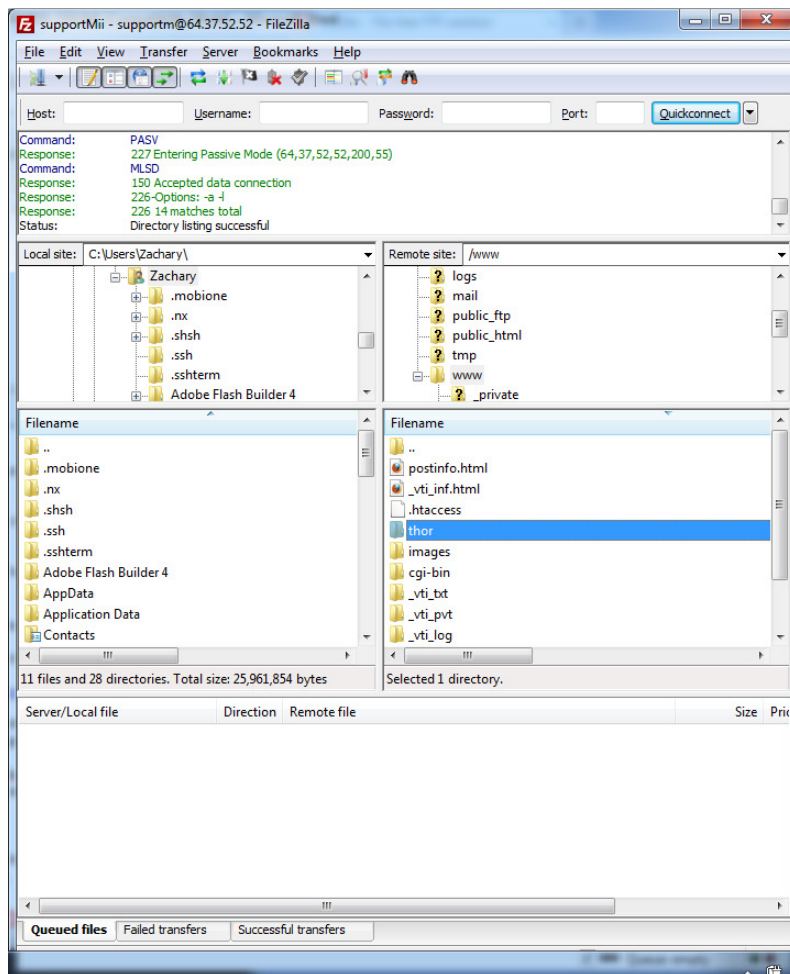 supportMii - supportm@64.37.52.52 - FileZilla
File Edit View Transfer Server Bookmarks Help
Host: Username: Password: Port: Quickconnect
Command: PASV
Response: 227 Entering Passive Mode (64,37,52,52,200,55)
Command: MLSD
Response: 150 Accepted data connection
Response: 226-Options: -a -l
Response: 226 14 matches total
Status: Directory listing successful
Local site: C:\Users\Zachary\
Zachary
.mobione
.nx
.shsh
.ssh
.sshterm
Adobe Flash Builder 4
Remote site: /www
logs
mail
public_ftp
public_html
tmp
www
_private
Filename
..
.mobione
.nx
.shsh
.ssh
.sshterm
Adobe Flash Builder 4
AppData
Application Data
Contacts
11 files and 28 directories. Total size: 25,961,854 bytes
Filename
..
postinfo.html
_vti_inf.html
.htaccess
thor
images
cgi-bin
_vti_txt
_vti_pvt
_vti_log
Selected 1 directory.
Server/Local file Direction Remote file Size Pri
Queued files Failed transfers Successful transfers